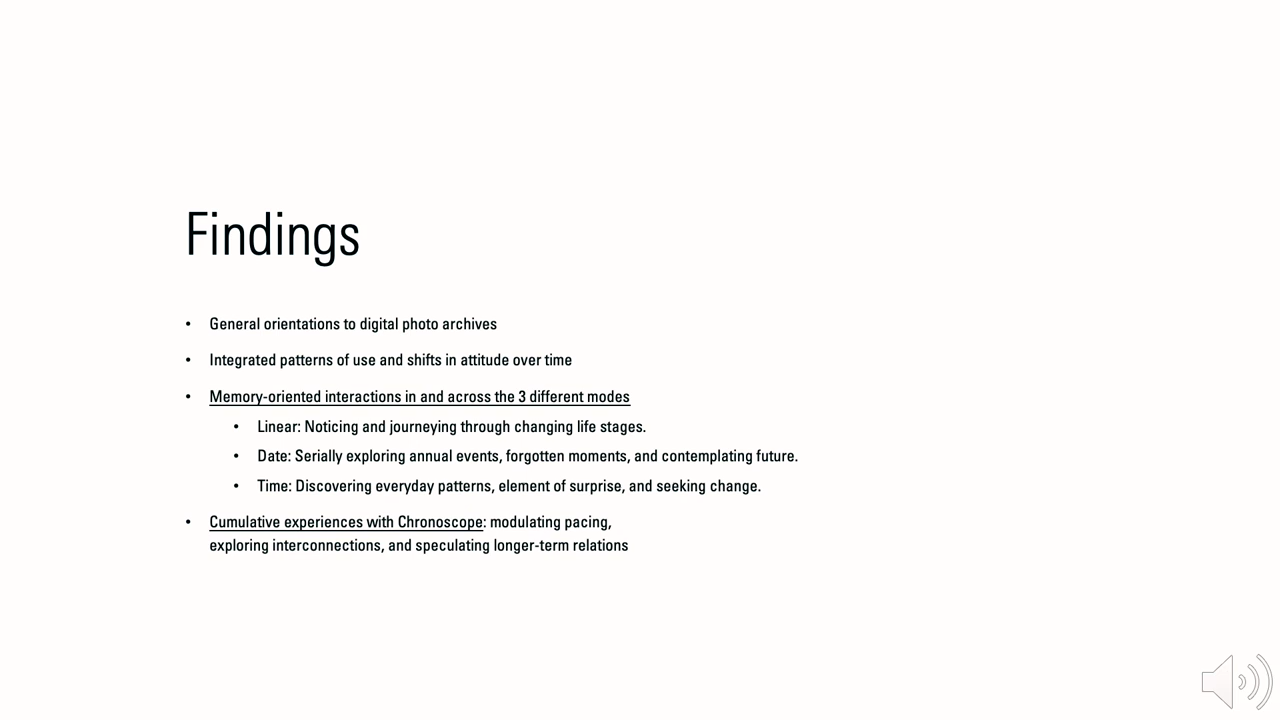 Findings
• General orientations to digital photo archives
• Integrated patterns of use and shifts in attitude over time
• Memory-oriented interactions in and across the 3 different modes
• Linear: Noticing and journeying through changing life stages.
• Date: Serially exploring annual events, forgotten moments, and contemplating future.
• Time: Discovering everyday patterns, element of surprise, and seeking change.
• Cumulative experiences with Chronoscope: modulating pacing,
exploring interconnections, and speculating longer-term relations